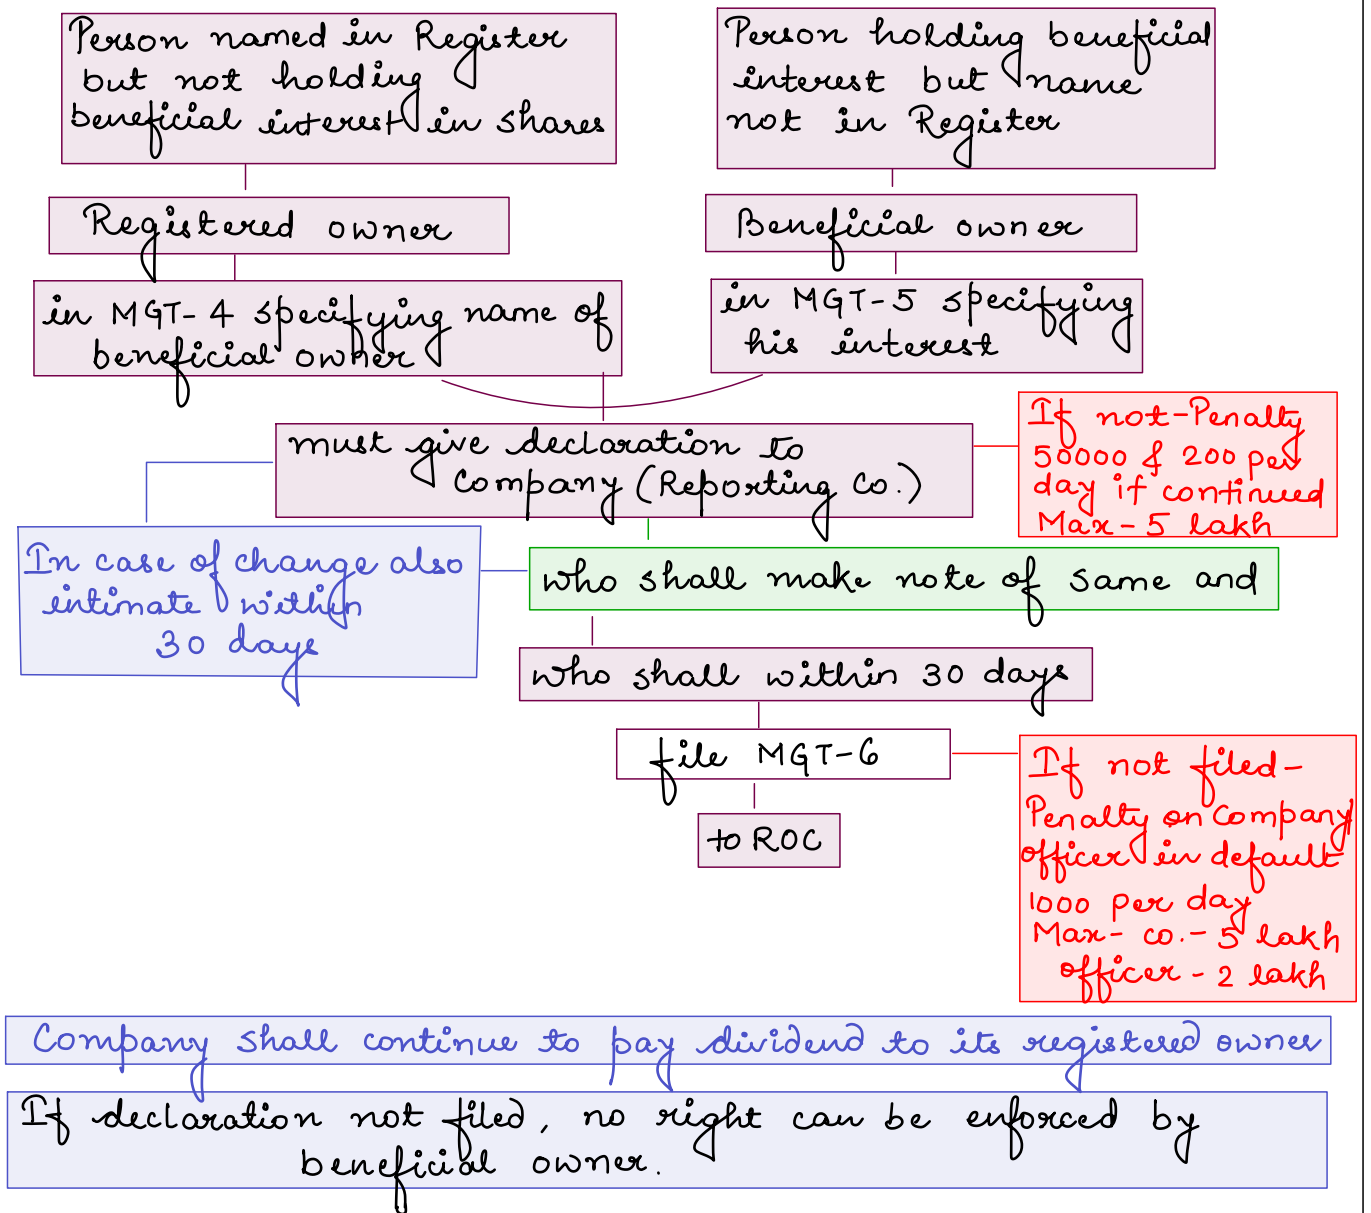 Person named in Register
but not holding
beneficial interest in shares
Person holding beneficial
interest but name
not in Register
Registered owner
Beneficial owner
in MGT-4 specifying name of
beneficial owner
in MGT-5 specifying
his interest
must give declaration to
Company (Reporting Co.)
If not-Penalty
50000 & 200 per
day if continued
Max-5 lakh
In case of change also
intimate within
30 days
who shall make note of same and
who shall within 30 days
file MGT-6
to ROC
If not filed-
Penalty on Company
officer in default
1000 per day
Max- co.-5 lakh
officer-2 lakh
Company shall continue to pay dividend to its registered owner
If declaration not filed, no right can be enforced by
beneficial owner.